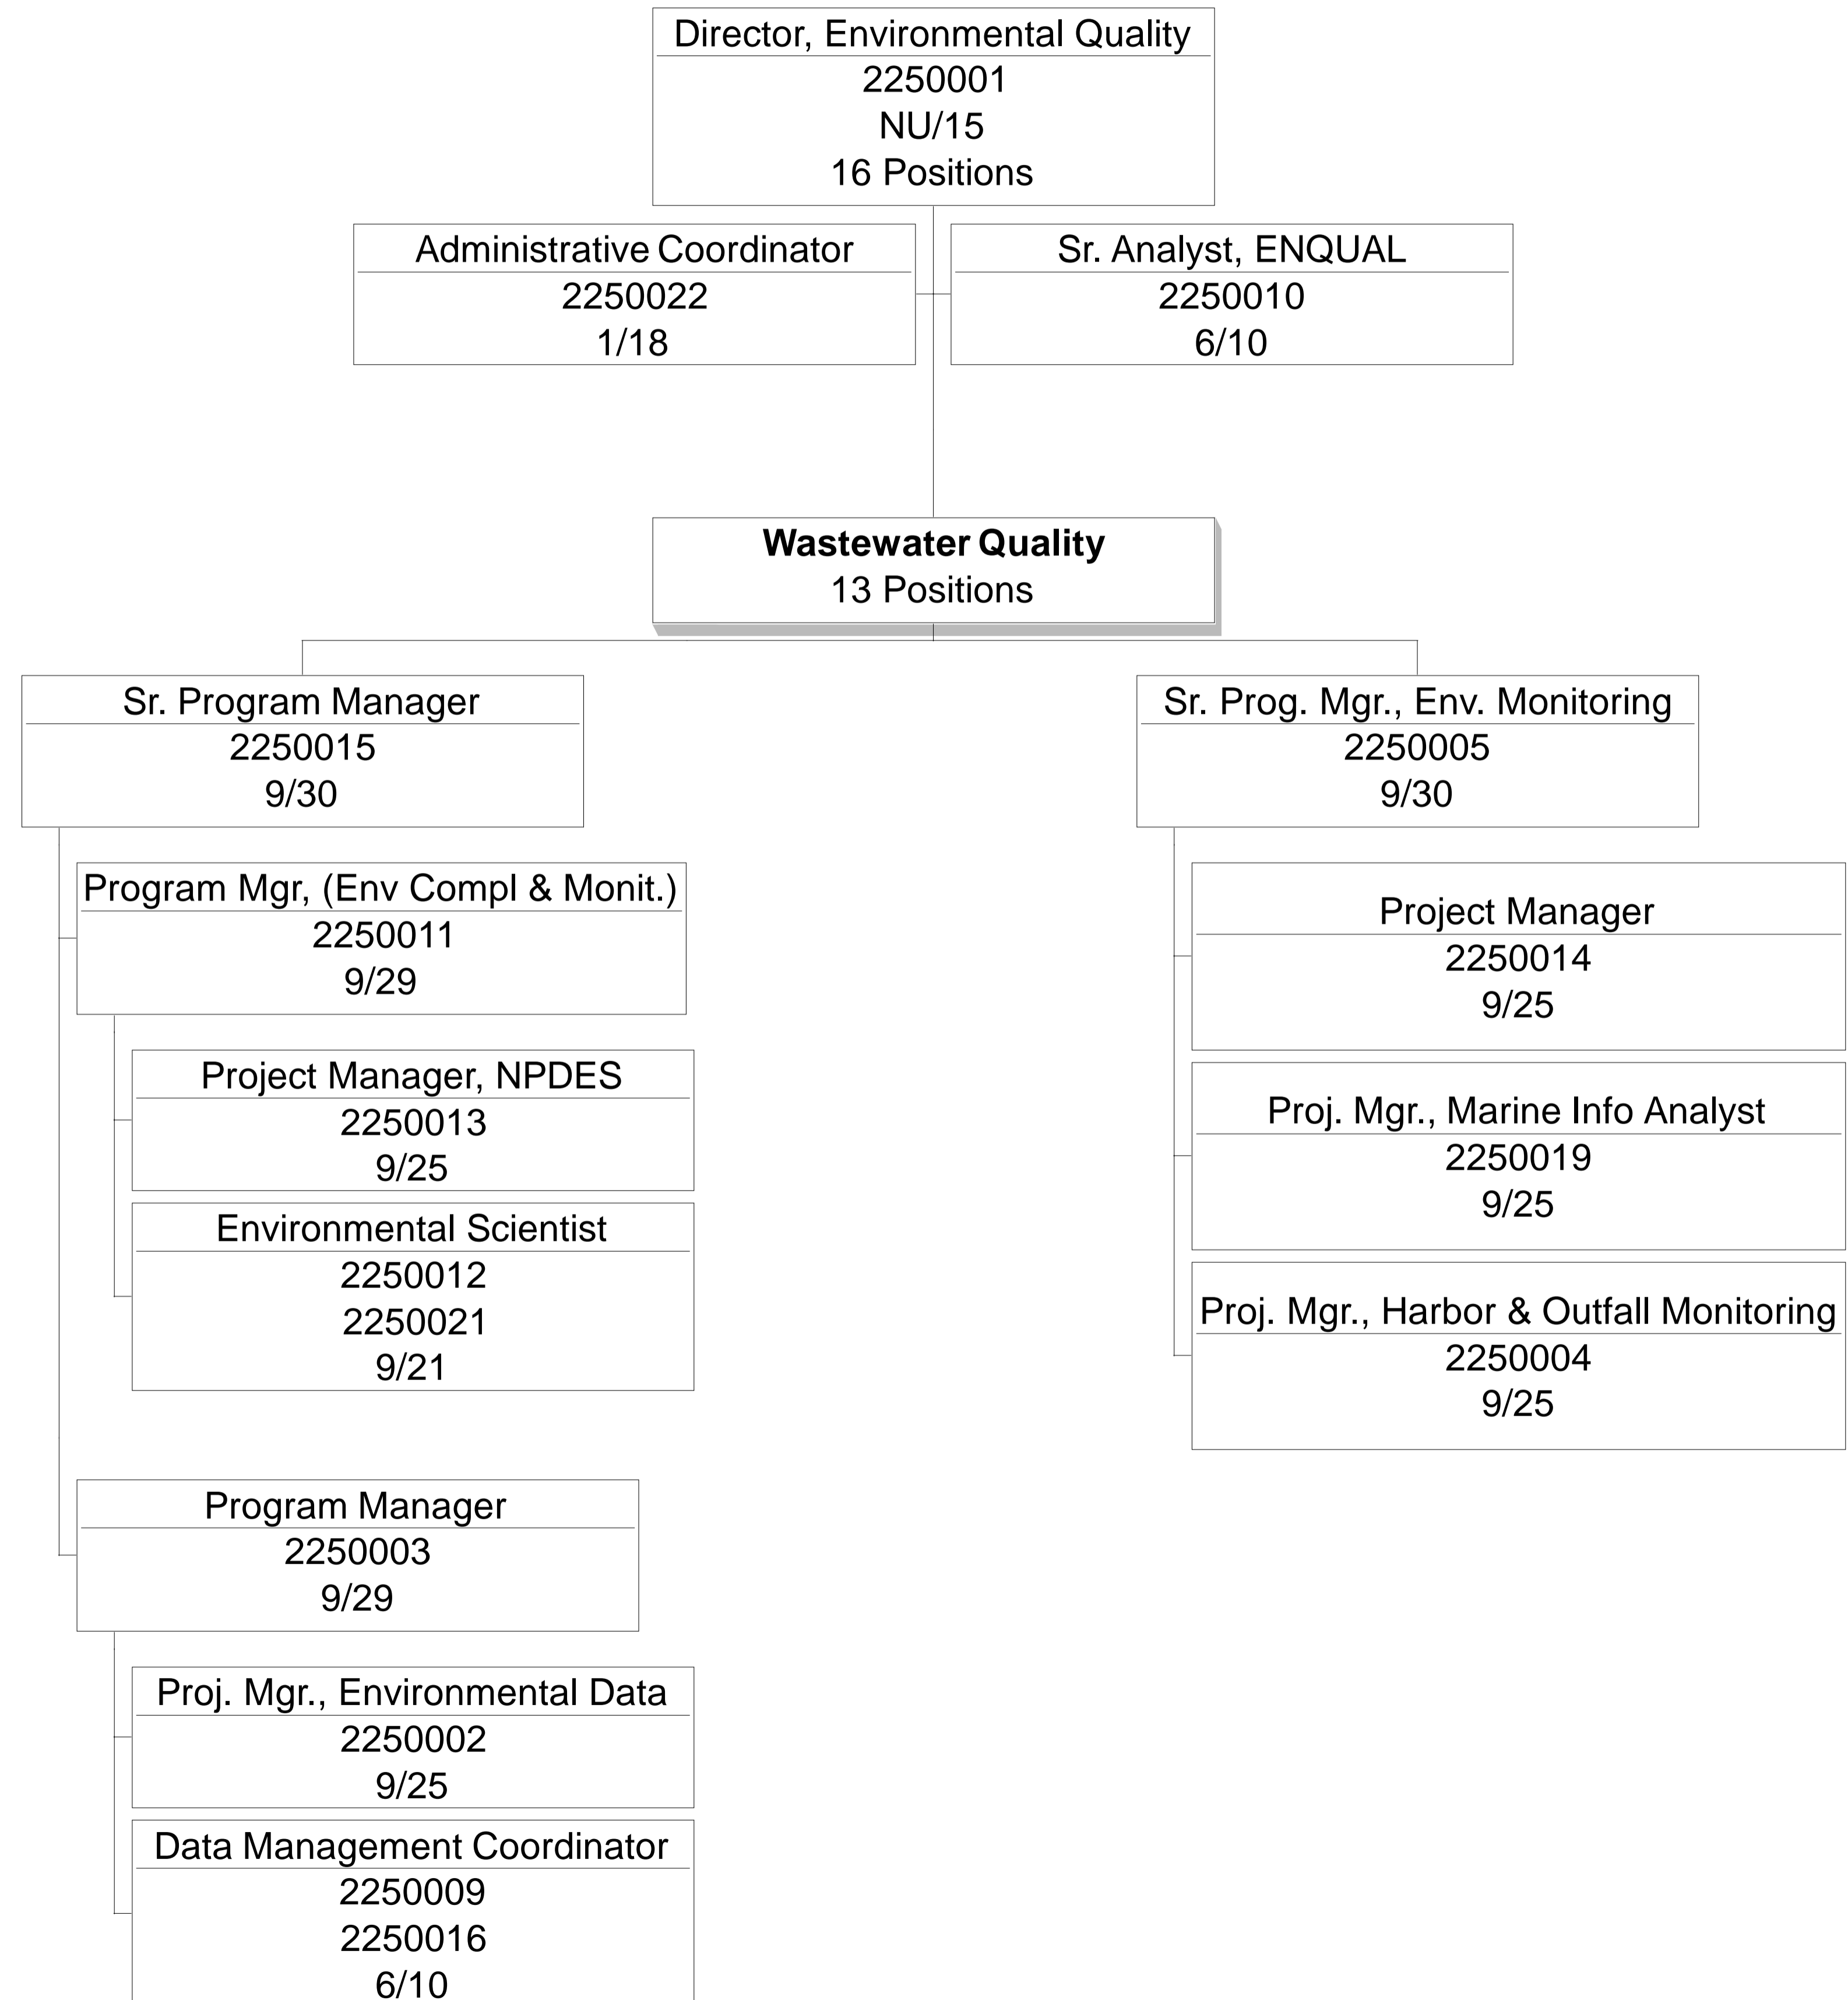 Director, Environmental Quality
2250001
NU/15
16 Positions
Administrative Coordinator
2250022
1/18
Sr. Analyst, ENQUAL
2250010
6/10
Wastewater Quality
13 Positions
Sr. Program Manager
2250015
9/30
Program Mgr, (Env Compl & Monit.)
2250011
9/29
Project Manager, NPDES
2250013
9/25
Environmental Scientist
2250012
2250021
9/21
Program Manager
2250003
9/29
Proj. Mgr., Environmental Data
2250002
9/25
Data Management Coordinator
2250009
2250016
6/10
Sr. Prog. Mgr., Env. Monitoring
2250005
9/30
Project Manager
2250014
9/25
Proj. Mgr., Marine Info Analyst
2250019
9/25
Proj. Mgr., Harbor & Outfall Monitoring
2250004
9/25